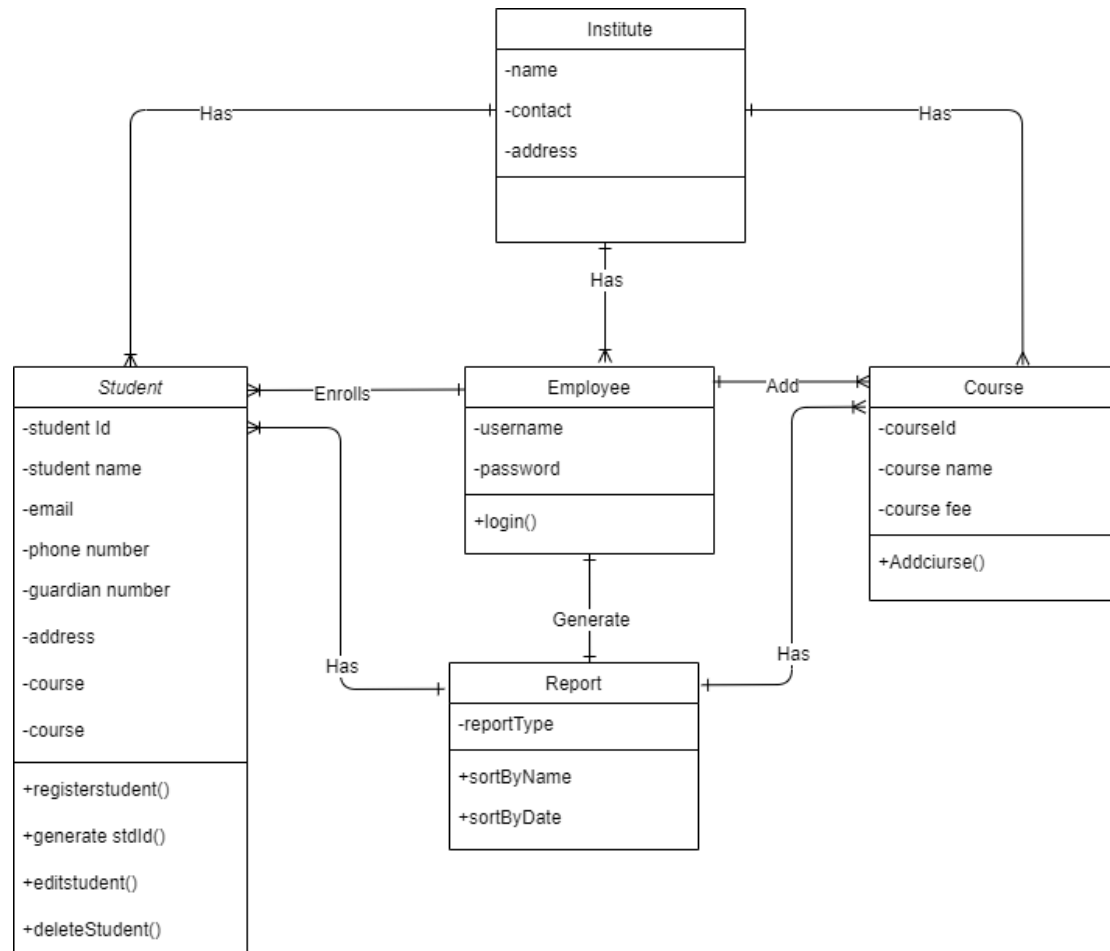 Institute
-name
-contact
-address
Has
Has
Has
Student
-student Id
-student name
-email
-phone number
-guardian number
-address
-course
-course
+registerstudent()
+generate stdId()
+editstudent()
+deleteStudent()
Enrolls
Employee
-username
-password
+login()
Add
Course
-courseId
-course name
-course fee
+Addciurse()
Generate
Has
Has
Report
-reportType
+sortByName
+sortByDate